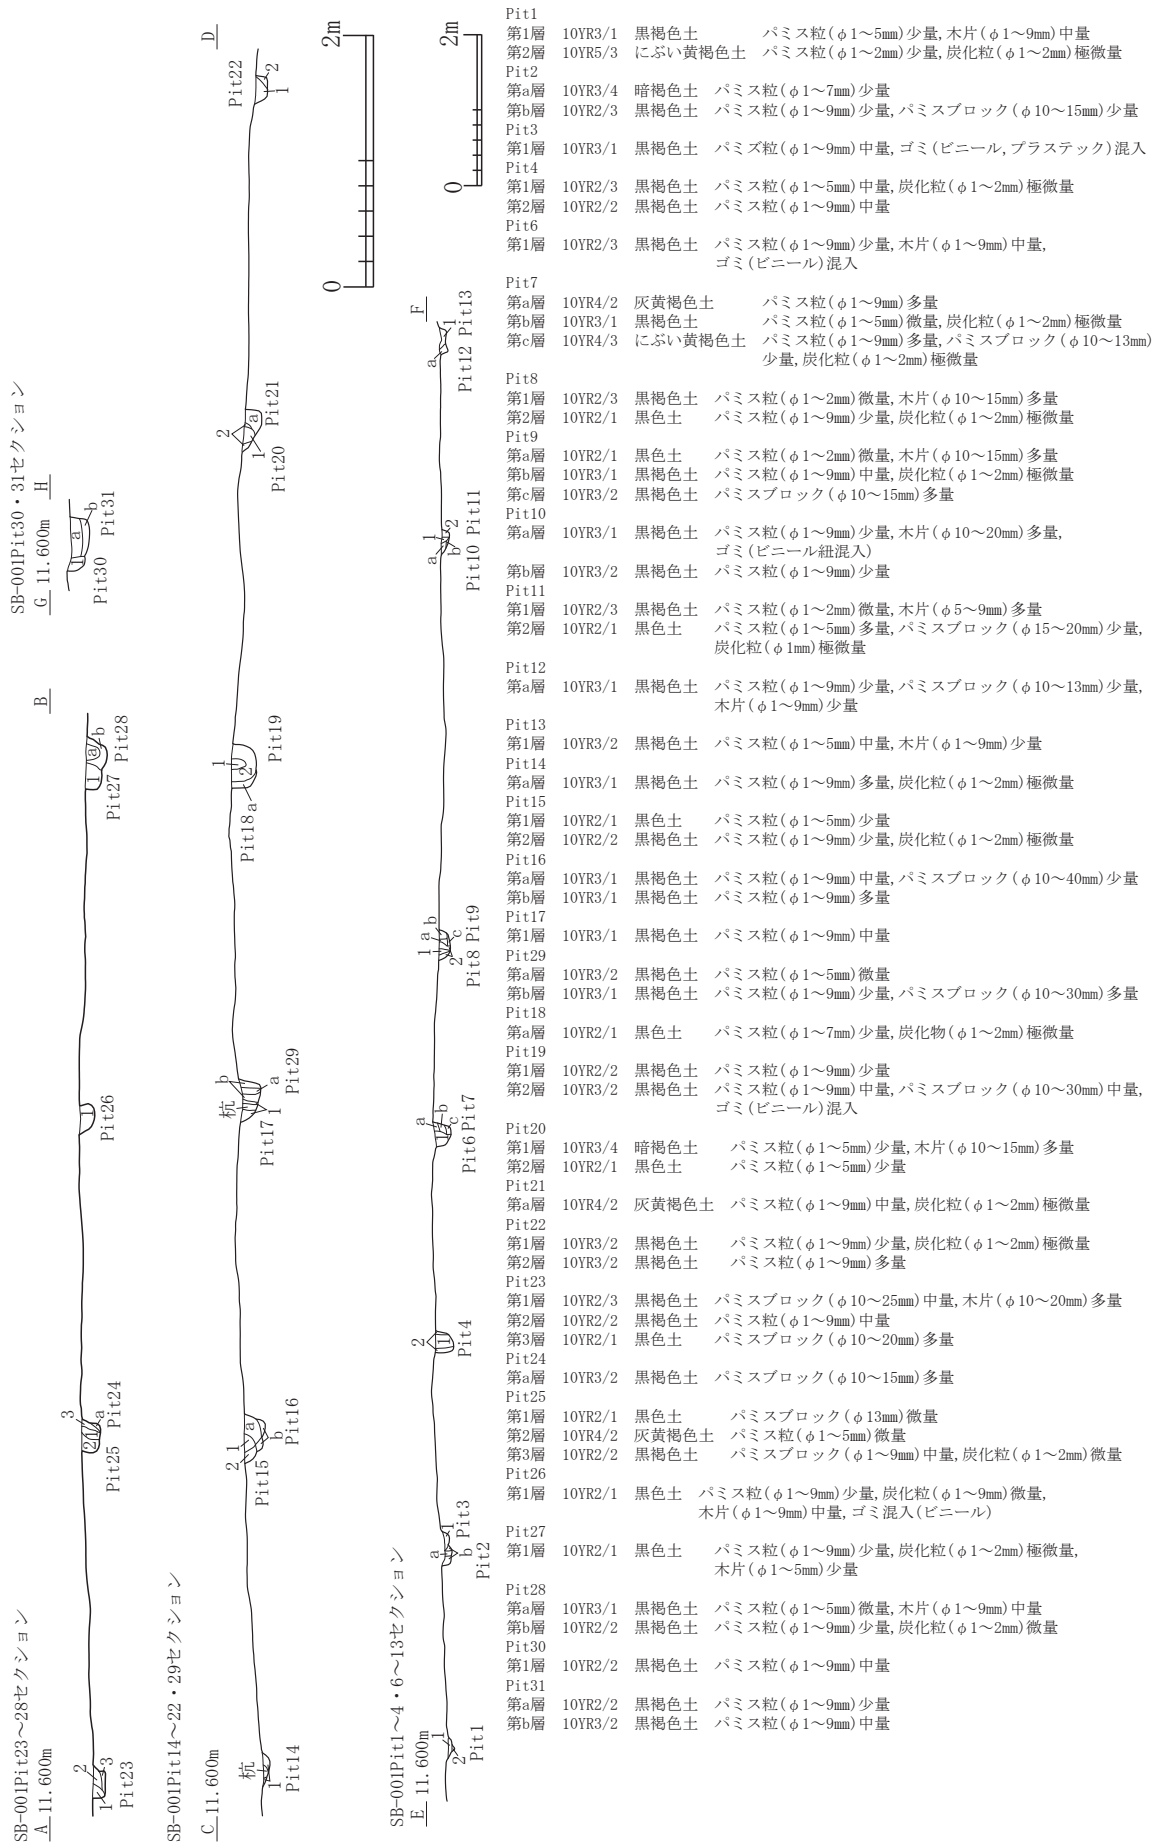 SB-001Pit30・31セクション
G 11.600m H
Pit30 Pit31
1 a b
SB-001Pit23～28セクション
A 11.600m B
Pit23 Pit25 Pit24 Pit26 Pit27 Pit28
1 2 3 2 1 3 a 1 1 a b
SB-001Pit14～22・29セクション
C 11.600m D
Pit14 Pit15 Pit16 Pit17 Pit29 Pit18 Pit19 Pit20 Pit21 Pit22
杭 1 2 1 a b 杭 1 b a a 1 2 1 2 a 1 2
SB-001Pit1～4・6～13セクション
E 11.600m F
Pit1 Pit2 Pit3 Pit4 Pit6 Pit7 Pit8 Pit9 Pit10 Pit11 Pit12 Pit13
2 1 a b 1 2 1 1 a b c 1 2 a b c a b 1 2 a 1
0 2m
0 2m
Pit1
第1層 10YR3/1 黒褐色土 パミス粒(φ1～5㎜)少量,木片(φ1～9㎜)中量
第2層 10YR5/3 にぶい黄褐色土 パミス粒(φ1～2㎜)少量,炭化粒(φ1～2㎜)極微量
Pit2
第a層 10YR3/4 暗褐色土 パミス粒(φ1～7㎜)少量
第b層 10YR2/3 黒褐色土 パミス粒(φ1～9㎜)少量,パミスブロック(φ10～15㎜)少量
Pit3
第1層 10YR3/1 黒褐色土 パミズ粒(φ1～9㎜)中量,ゴミ(ビニール,プラステック)混入
Pit4
第1層 10YR2/3 黒褐色土 パミス粒(φ1～5㎜)中量,炭化粒(φ1～2㎜)極微量
第2層 10YR2/2 黒褐色土 パミス粒(φ1～9㎜)中量
Pit6
第1層 10YR2/3 黒褐色土 パミス粒(φ1～9㎜)少量,木片(φ1～9㎜)中量,
ゴミ(ビニール)混入
Pit7
第a層 10YR4/2 灰黄褐色土 パミス粒(φ1～9㎜)多量
第b層 10YR3/1 黒褐色土 パミス粒(φ1～5㎜)微量,炭化粒(φ1～2㎜)極微量
第c層 10YR4/3 にぶい黄褐色土 パミス粒(φ1～9㎜)多量,パミスブロック(φ10～13㎜)
少量,炭化粒(φ1～2㎜)極微量
Pit8
第1層 10YR2/3 黒褐色土 パミス粒(φ1～2㎜)微量,木片(φ10～15㎜)多量
第2層 10YR2/1 黒色土 パミス粒(φ1～9㎜)少量,炭化粒(φ1～2㎜)極微量
Pit9
第a層 10YR2/1 黒色土 パミス粒(φ1～2㎜)微量,木片(φ10～15㎜)多量
第b層 10YR3/1 黒褐色土 パミス粒(φ1～9㎜)中量,炭化粒(φ1～2㎜)極微量
第c層 10YR3/2 黒褐色土 パミスブロック(φ10～15㎜)多量
Pit10
第a層 10YR3/1 黒褐色土 パミス粒(φ1～9㎜)少量,木片(φ10～20㎜)多量,
ゴミ(ビニール紐混入)
第b層 10YR3/2 黒褐色土 パミス粒(φ1～9㎜)少量
Pit11
第1層 10YR2/3 黒褐色土 パミス粒(φ1～2㎜)微量,木片(φ5～9㎜)多量
第2層 10YR2/1 黒色土 パミス粒(φ1～5㎜)多量,パミスブロック(φ15～20㎜)少量,
炭化粒(φ1㎜)極微量
Pit12
第a層 10YR3/1 黒褐色土 パミス粒(φ1～9㎜)少量,パミスブロック(φ10～13㎜)少量,
木片(φ1～9㎜)少量
Pit13
第1層 10YR3/2 黒褐色土 パミス粒(φ1～5㎜)中量,木片(φ1～9㎜)少量
Pit14
第a層 10YR3/1 黒褐色土 パミス粒(φ1～9㎜)多量,炭化粒(φ1～2㎜)極微量
Pit15
第1層 10YR2/1 黒色土 パミス粒(φ1～5㎜)少量
第2層 10YR2/2 黒褐色土 パミス粒(φ1～9㎜)少量,炭化粒(φ1～2㎜)極微量
Pit16
第a層 10YR3/1 黒褐色土 パミス粒(φ1～9㎜)中量,パミスブロック(φ10～40㎜)少量
第b層 10YR3/1 黒褐色土 パミス粒(φ1～9㎜)多量
Pit17
第1層 10YR3/1 黒褐色土 パミス粒(φ1～9㎜)中量
Pit29
第a層 10YR3/2 黒褐色土 パミス粒(φ1～5㎜)微量
第b層 10YR3/1 黒褐色土 パミス粒(φ1～9㎜)少量,パミスブロック(φ10～30㎜)多量
Pit18
第a層 10YR2/1 黒色土 パミス粒(φ1～7㎜)少量,炭化物(φ1～2㎜)極微量
Pit19
第1層 10YR2/2 黒褐色土 パミス粒(φ1～9㎜)少量
第2層 10YR3/2 黒褐色土 パミス粒(φ1～9㎜)中量,パミスブロック(φ10～30㎜)中量,
ゴミ(ビニール)混入
Pit20
第1層 10YR3/4 暗褐色土 パミス粒(φ1～5㎜)少量,木片(φ10～15㎜)多量
第2層 10YR2/1 黒色土 パミス粒(φ1～5㎜)少量
Pit21
第a層 10YR4/2 灰黄褐色土 パミス粒(φ1～9㎜)中量,炭化粒(φ1～2㎜)極微量
Pit22
第1層 10YR3/2 黒褐色土 パミス粒(φ1～9㎜)少量,炭化粒(φ1～2㎜)極微量
第2層 10YR3/2 黒褐色土 パミス粒(φ1～9㎜)多量
Pit23
第1層 10YR2/3 黒褐色土 パミスブロック(φ10～25㎜)中量,木片(φ10～20㎜)多量
第2層 10YR2/2 黒褐色土 パミス粒(φ1～9㎜)中量
第3層 10YR2/1 黒色土 パミスブロック(φ10～20㎜)多量
Pit24
第a層 10YR3/2 黒褐色土 パミスブロック(φ10～15㎜)多量
Pit25
第1層 10YR2/1 黒色土 パミスブロック(φ13㎜)微量
第2層 10YR4/2 灰黄褐色土 パミス粒(φ1～5㎜)微量
第3層 10YR2/2 黒褐色土 パミスブロック(φ1～9㎜)中量,炭化粒(φ1～2㎜)微量
Pit26
第1層 10YR2/1 黒色土 パミス粒(φ1～9㎜)少量,炭化粒(φ1～9㎜)微量,
木片(φ1～9㎜)中量,ゴミ混入(ビニール)
Pit27
第1層 10YR2/1 黒色土 パミス粒(φ1～9㎜)少量,炭化粒(φ1～2㎜)極微量,
木片(φ1～5㎜)少量
Pit28
第a層 10YR3/1 黒褐色土 パミス粒(φ1～5㎜)微量,木片(φ1～9㎜)中量
第b層 10YR2/2 黒褐色土 パミス粒(φ1～9㎜)少量,炭化粒(φ1～2㎜)微量
Pit30
第1層 10YR2/2 黒褐色土 パミス粒(φ1～9㎜)中量
Pit31
第a層 10YR2/2 黒褐色土 パミス粒(φ1～9㎜)少量
第b層 10YR3/2 黒褐色土 パミス粒(φ1～9㎜)中量